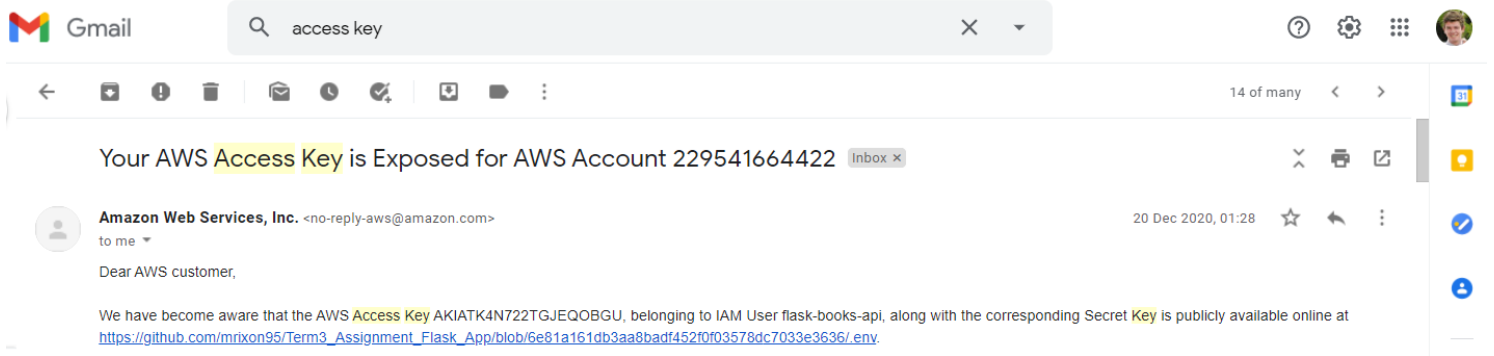 Gmail
access key
14 of many
31
Your AWS Access Key is Exposed for AWS Account 229541664422 Inbox ×
Amazon Web Services, Inc. <no-reply-aws@amazon.com>
20 Dec 2020, 01:28
to me
Dear AWS customer,
We have become aware that the AWS Access Key AKIATK4N722TGJEQOBGU, belonging to IAM User flask-books-api, along with the corresponding Secret Key is publicly available online at
https://github.com/mrixon95/Term3_Assignment_Flask_App/blob/6e81a161db3aa8badf452f0f03578dc7033e3636/.env.